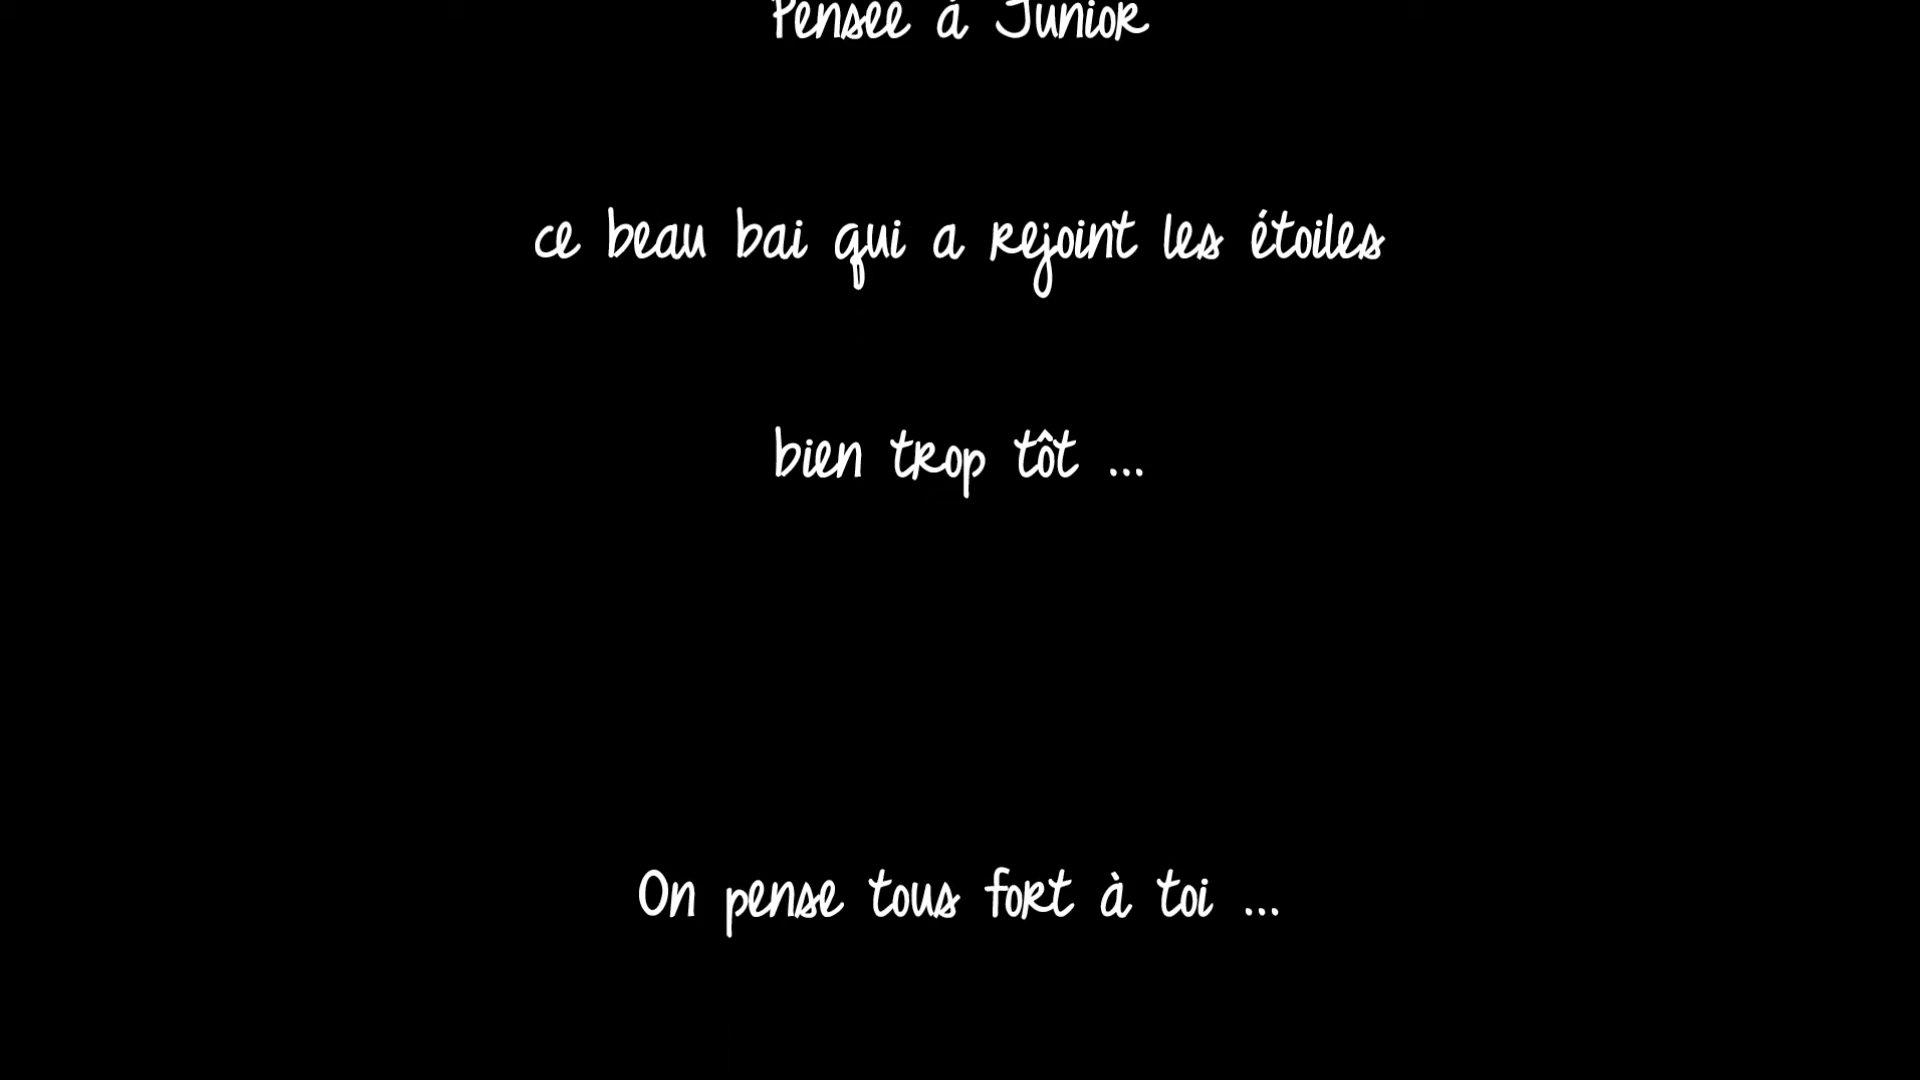 Pensée à Junior
ce beau bai qui a rejoint les étoiles
bien trop tôt ...
On pense tous fort à toi ...